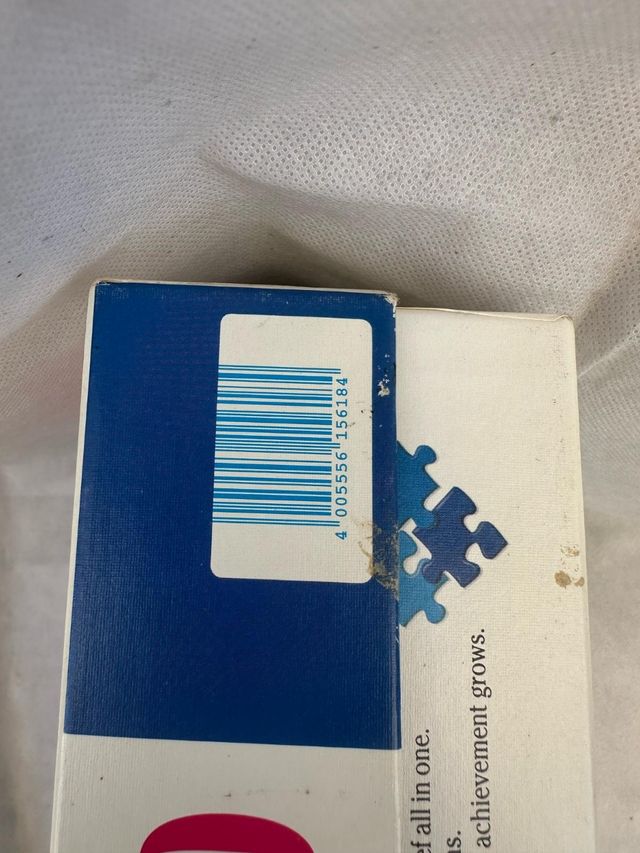 4 005556 156184
all in one.
achievement grows.